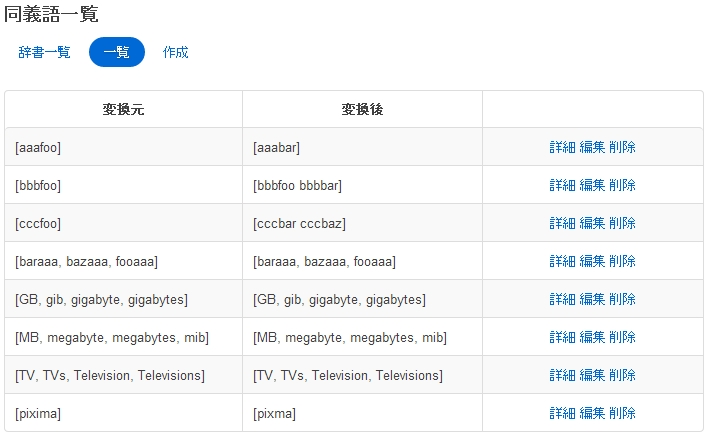 同義語一覧
辞書一覧 一覧 作成
変換元 変換後
[aaafoo] [aaabar] 詳細 編集 削除
[bbbfoo] [bbbfoo bbbbar] 詳細 編集 削除
[cccfoo] [cccbar cccbaz] 詳細 編集 削除
[baraaa, bazaaa, fooaaa] [baraaa, bazaaa, fooaaa] 詳細 編集 削除
[GB, gib, gigabyte, gigabytes] [GB, gib, gigabyte, gigabytes] 詳細 編集 削除
[MB, megabyte, megabytes, mib] [MB, megabyte, megabytes, mib] 詳細 編集 削除
[TV, TVs, Television, Televisions] [TV, TVs, Television, Televisions] 詳細 編集 削除
[pixima] [pixma] 詳細 編集 削除